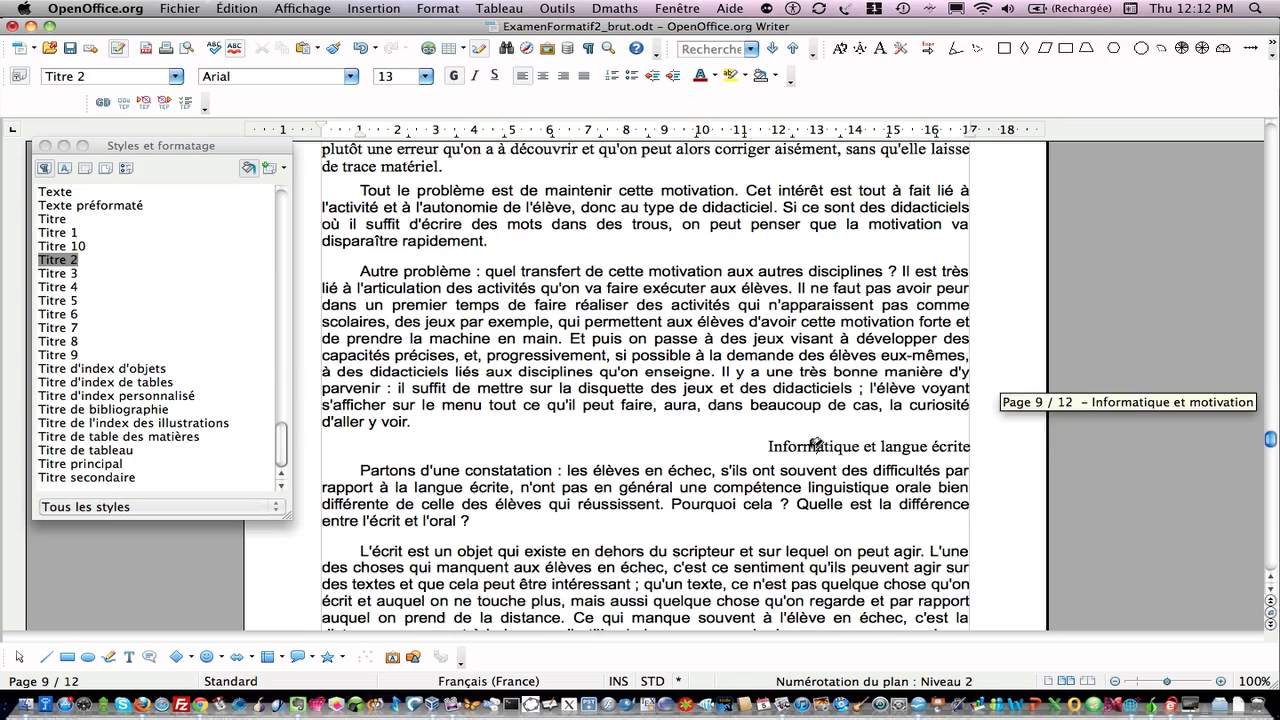 OpenOffice.org Fichier Édition Affichage Insertion Format Tableau Outils Fenêtre Aide 1 (Rechargée) Thu 12:12 PM
ExamenFormatif2_brut.odt - OpenOffice.org Writer
Recherche
Titre 2 Arial 13 G I S A
1 1 2 3 4 5 6 7 8 9 10 11 12 13 14 15 16 17 18
Styles et formatage
Texte
Texte préformaté
Titre
Titre 1
Titre 10
Titre 2
Titre 3
Titre 4
Titre 5
Titre 6
Titre 7
Titre 8
Titre 9
Titre d'index d'objets
Titre d'index de tables
Titre d'index personnalisé
Titre de bibliographie
Titre de l'index des illustrations
Titre de table des matières
Titre de tableau
Titre principal
Titre secondaire
Tous les styles
plutôt une erreur qu'on a à découvrir et qu'on peut alors corriger aisément, sans qu'elle laisse
de trace matériel.
Tout le problème est de maintenir cette motivation. Cet intérêt est tout à fait lié à
l'activité et à l'autonomie de l'élève, donc au type de didacticiel. Si ce sont des didacticiels
où il suffit d'écrire des mots dans des trous, on peut penser que la motivation va
disparaître rapidement.
Autre problème : quel transfert de cette motivation aux autres disciplines ? Il est très
lié à l'articulation des activités qu'on va faire exécuter aux élèves. Il ne faut pas avoir peur
dans un premier temps de faire réaliser des activités qui n'apparaissent pas comme
scolaires, des jeux par exemple, qui permettent aux élèves d'avoir cette motivation forte et
de prendre la machine en main. Et puis on passe à des jeux visant à développer des
capacités précises, et, progressivement, si possible à la demande des élèves eux-mêmes,
à des didacticiels liés aux disciplines qu'on enseigne. Il y a une très bonne manière d'y
parvenir : il suffit de mettre sur la disquette des jeux et des didacticiels ; l'élève voyant
s'afficher sur le menu tout ce qu'il peut faire, aura, dans beaucoup de cas, la curiosité
d'aller y voir.
Informatique et langue écrite
Partons d'une constatation : les élèves en échec, s'ils ont souvent des difficultés par
rapport à la langue écrite, n'ont pas en général une compétence linguistique orale bien
différente de celle des élèves qui réussissent. Pourquoi cela ? Quelle est la différence
entre l'écrit et l'oral ?
L'écrit est un objet qui existe en dehors du scripteur et sur lequel on peut agir. L'une
des choses qui manquent aux élèves en échec, c'est ce sentiment qu'ils peuvent agir sur
des textes et que cela peut être intéressant ; qu'un texte, ce n'est pas quelque chose qu'on
écrit et auquel on ne touche plus, mais aussi quelque chose qu'on regarde et par rapport
auquel on prend de la distance. Ce qui manque souvent à l'élève en échec, c'est la
Page 9 / 12 - Informatique et motivation
Page 9 / 12 Standard Français (France) INS STD * Numérotation du plan : Niveau 2 100%